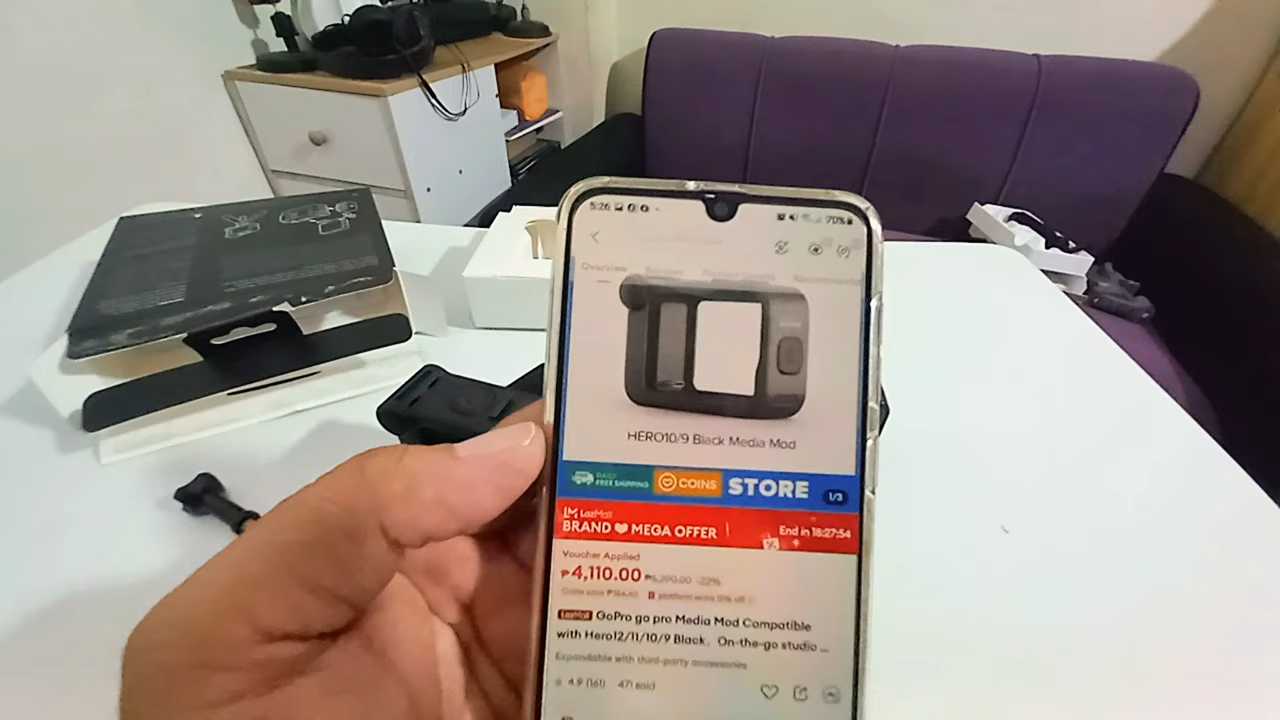 5:26
70%
Overview
HERO10/9 Black Media Mod
DAILY
FREE SHIPPING
COINS
STORE
1/3
LazMall
BRAND MEGA OFFER
End in 18:27:54
Voucher Applied
₱4,110.00 -22%
LazMall GoPro go pro Media Mod Compatible
with Hero12/11/10/9 Black, On-the-go studio ...
Expandable with third-party accessories
4.9 (161) 471 sold